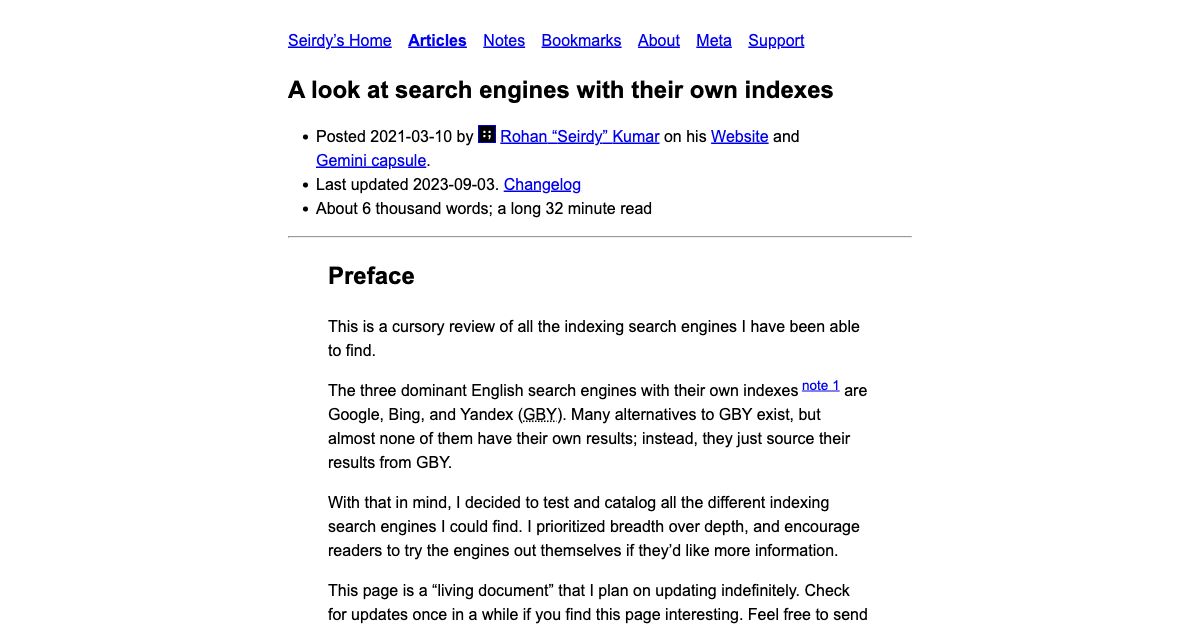 Seirdy's Home Articles Notes Bookmarks About Meta Support
A look at search engines with their own indexes
• Posted 2021-03-10 by Rohan “Seirdy” Kumar on his Website and
Gemini capsule.
• Last updated 2023-09-03. Changelog
• About 6 thousand words; a long 32 minute read
Preface
This is a cursory review of all the indexing search engines I have been able
to find.
The three dominant English search engines with their own indexes note 1 are
Google, Bing, and Yandex (GBY). Many alternatives to GBY exist, but
almost none of them have their own results; instead, they just source their
results from GBY.
With that in mind, I decided to test and catalog all the different indexing
search engines I could find. I prioritized breadth over depth, and encourage
readers to try the engines out themselves if they’d like more information.
This page is a “living document” that I plan on updating indefinitely. Check
for updates once in a while if you find this page interesting. Feel free to send